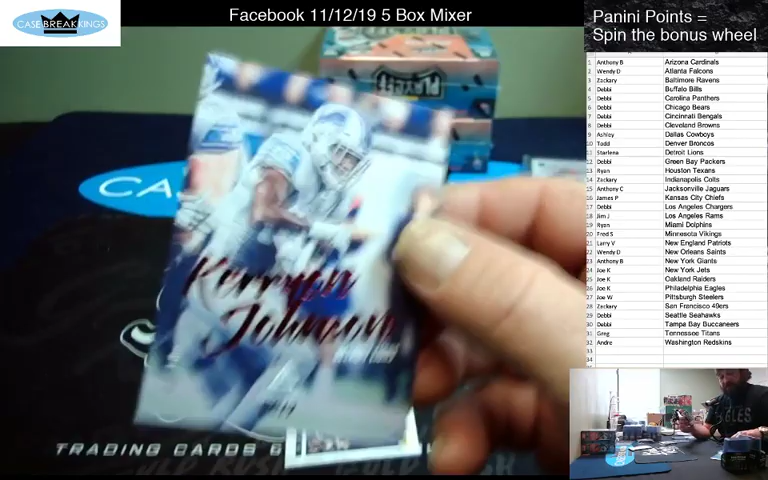 CASE BREAK KINGS
Facebook 11/12/19 5 Box Mixer
Panini Points =
Spin the bonus wheel
1 Anthony B Arizona Cardinals
2 Wendy D Atlanta Falcons
3 Zackary Baltimore Ravens
4 Debbi Buffalo Bills
5 Debbi Carolina Panthers
6 Debbi Chicago Bears
7 Debbi Cincinnati Bengals
8 Debbi Cleveland Browns
9 Ashley Dallas Cowboys
10 Todd Denver Broncos
11 Starlena Detroit Lions
12 Debbi Green Bay Packers
13 Ryan Houston Texans
14 Zackary Indianapolis Colts
15 Anthony C Jacksonville Jaguars
16 James P Kansas City Chiefs
17 Debbi Los Angeles Chargers
18 Jim J Los Angeles Rams
19 Ryan Miami Dolphins
20 Fred S Minnesota Vikings
21 Larry V New England Patriots
22 Wendy D New Orleans Saints
23 Anthony B New York Giants
24 Joe K New York Jets
25 Joe K Oakland Raiders
26 Joe K Philadelphia Eagles
27 Joe W Pittsburgh Steelers
28 Zackary San Francisco 49ers
29 Debbi Seattle Seahawks
30 Debbi Tampa Bay Buccaneers
31 Greg Tennessee Titans
32 Andre Washington Redskins
33
34
PLAYOFF
CAS
Kerryon
Johnson
TRADING CARDS